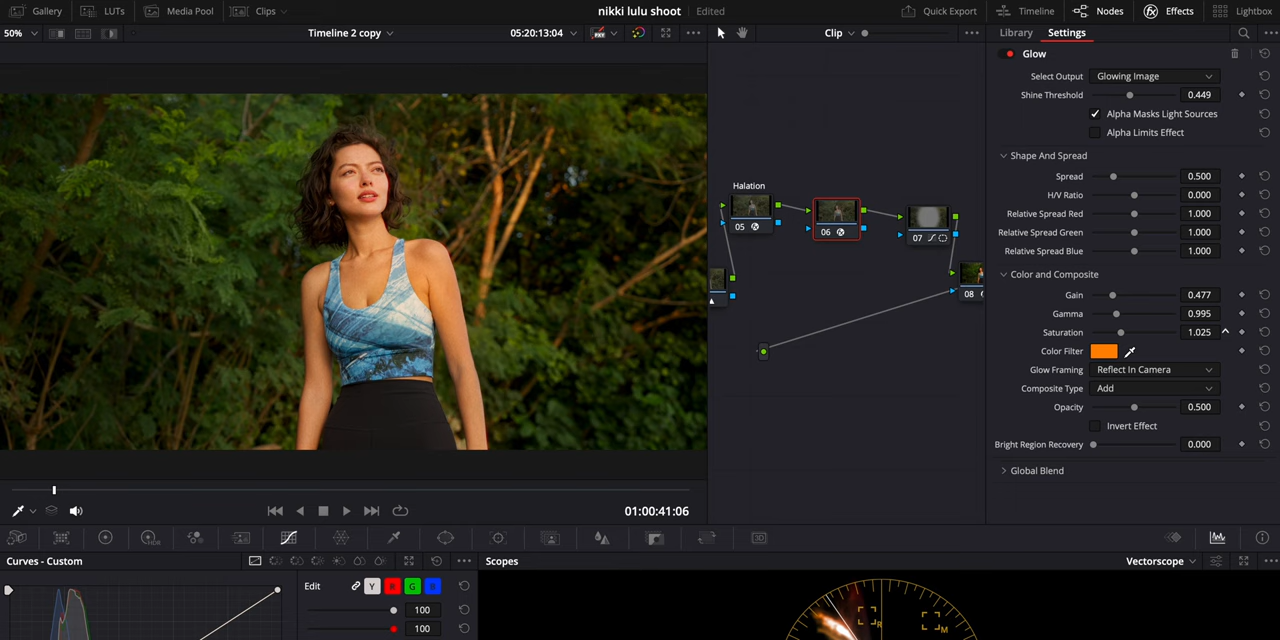 Gallery LUTs Media Pool Clips nikki lulu shoot Edited Quick Export Timeline Nodes Effects Lightbox
50% Timeline 2 copy 05:20:13:04 Clip Library Settings
Glow
Select Output Glowing Image
Shine Threshold 0.449
Alpha Masks Light Sources
Alpha Limits Effect
Shape And Spread
Spread 0.500
H/V Ratio 0.000
Relative Spread Red 1.000
Relative Spread Green 1.000
Relative Spread Blue 1.000
Color and Composite
Gain 0.477
Gamma 0.995
Saturation 1.025
Color Filter
Glow Framing Reflect In Camera
Composite Type Add
Opacity 0.500
Invert Effect
Bright Region Recovery 0.000
Global Blend
Halation
05
06
07
08
01:00:41:06
HDR
3D
Curves - Custom
Edit Y R G B
100
100
Scopes Vectorscope
R M